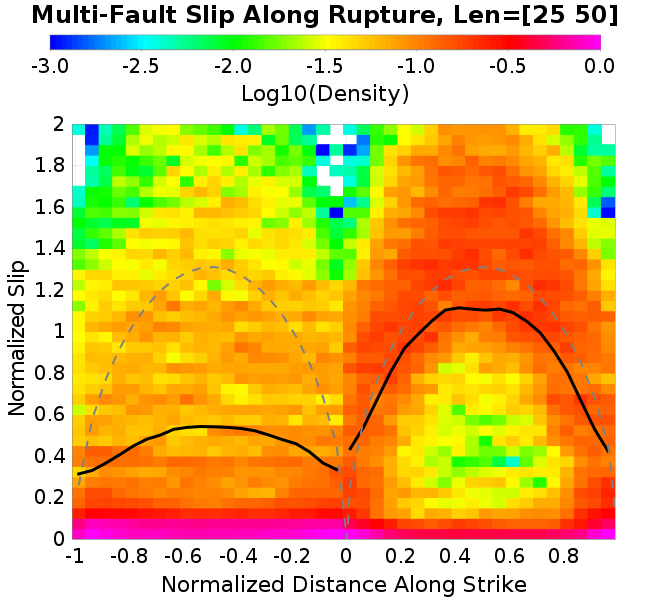 Multi-Fault Slip Along Rupture, Len=[25 50]
-3.0 -2.5 -2.0 -1.5 -1.0 -0.5 0.0
Log10(Density)
2
1.8
1.6
1.4
1.2
1
0.8
0.6
0.4
0.2
0
Normalized Slip
-1 -0.8 -0.6 -0.4 -0.2 0 0.2 0.4 0.6 0.8
Normalized Distance Along Strike